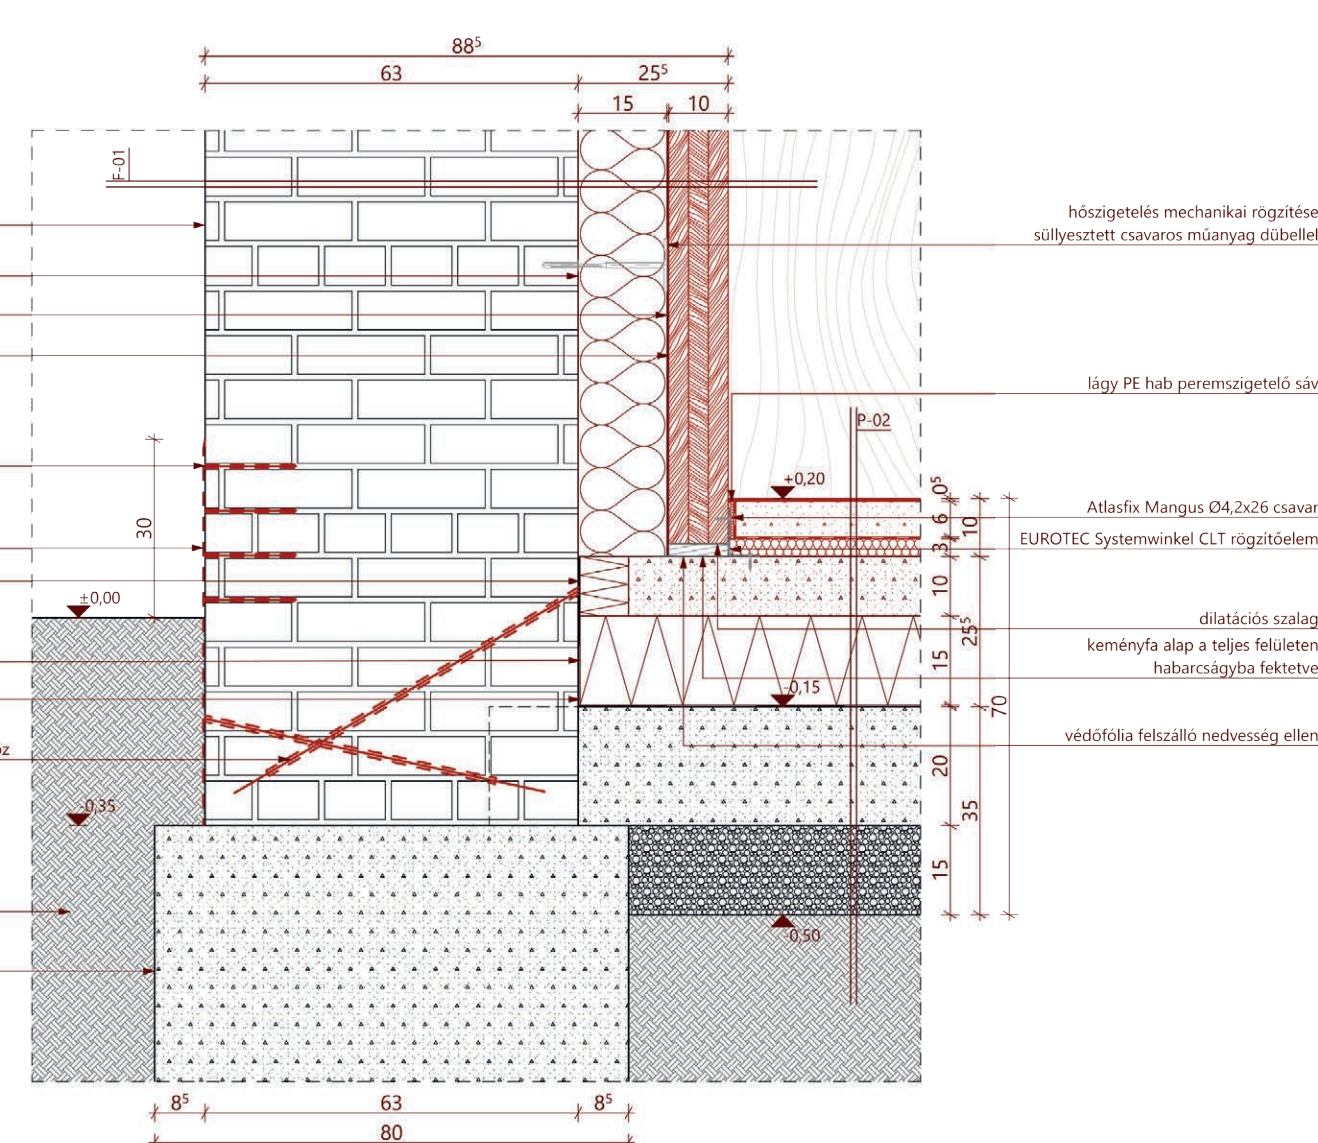 88⁵
63
25⁵
15
10
F-01
hőszigetelés mechanikai rögzítése
süllyesztett csavaros műanyag dübellel
lágy PE hab peremszigetelő sáv
P-02
+0,20
0⁵
6
10
Atlasfix Mangus Ø4,2x26 csavar
EUROTEC Systemwinkel CLT rögzítőelem
3
30
10
±0,00
dilatációs szalag
25⁵
keményfa alap a teljes felületen
habarcságyba fektetve
15
-0,15
70
védőfólia felszálló nedvesség ellen
oz
20
-0,35
35
15
-0,50
8⁵
63
8⁵
80